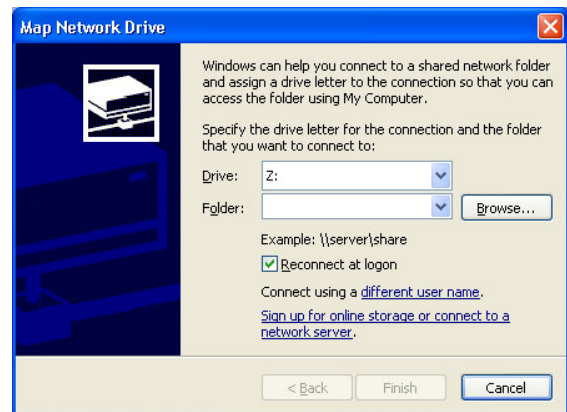 Map Network Drive
Windows can help you connect to a shared network folder
and assign a drive letter to the connection so that you can
access the folder using My Computer.
Specify the drive letter for the connection and the folder
that you want to connect to:
Drive: Z:
Folder: Browse...
Example: \\server\share
Reconnect at logon
Connect using a different user name.
Sign up for online storage or connect to a
network server.
< Back Finish Cancel